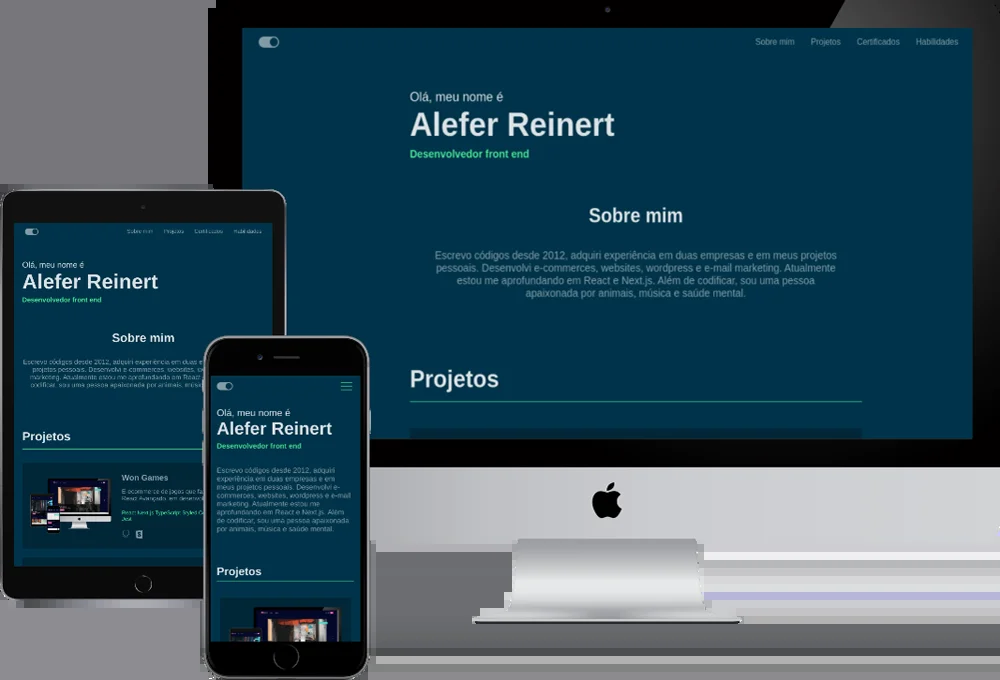 Sobre mim Projetos Certificados Habilidades
Olá, meu nome é
Alefer Reinert
Desenvolvedor front end
Sobre mim
Escrevo códigos desde 2012, adquiri experiência em duas empresas e em meus projetos
pessoais. Desenvolvi e-commerces, websites, wordpress e e-mail marketing. Atualmente
estou me aprofundando em React e Next.js. Além de codificar, sou uma pessoa
apaixonada por animais, música e saúde mental.
Projetos
Sobre mim Projetos Certificados Habilidades
Olá, meu nome é
Alefer Reinert
Desenvolvedor front end
Sobre mim
Escrevo códigos desde 2012, adquiri experiência em duas
projetos pessoais. Desenvolvi e-commerces, websites,
marketing. Atualmente estou me aprofundando em React
codificar, sou uma pessoa apaixonada por animais,
Projetos
Won Games
E-commerce de jogos que
React Avançado, em
React Next.js TypeScript Styled
Jest
Olá, meu nome é
Alefer Reinert
Desenvolvedor front end
Escrevo códigos desde 2012, adquiri
experiência em duas empresas e em
meus projetos pessoais. Desenvolvi e-
commerces, websites, wordpress e e-mail
marketing. Atualmente estou me
aprofundando em React e Next.js. Além
de codificar, sou uma pessoa apaixonada
por animais, música e saúde mental.
Projetos